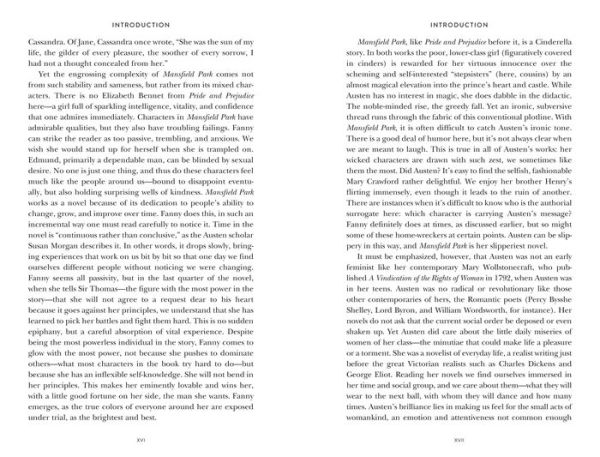 INTRODUCTION
Cassandra. Of Jane, Cassandra once wrote, "She was the sun of my
life, the gilder of every pleasure, the soother of every sorrow, I
had not a thought concealed from her."
Yet the engrossing complexity of Mansfield Park comes not
from such stability and sameness, but rather from its mixed char-
acters. There is no Elizabeth Bennet from Pride and Prejudice
here—a girl full of sparkling intelligence, vitality, and confidence
that one admires immediately. Characters in Mansfield Park have
admirable qualities, but they also have troubling failings. Fanny
can strike the reader as too passive, trembling, and anxious. We
wish she would stand up for herself when she is trampled on.
Edmund, primarily a dependable man, can be blinded by sexual
desire. No one is just one thing, and thus do these characters feel
much like the people around us—bound to disappoint eventu-
ally, but also holding surprising wells of kindness. Mansfield Park
works as a novel because of its dedication to people's ability to
change, grow, and improve over time. Fanny does this, in such an
incremental way one must read carefully to notice it. Time in the
novel is "continuous rather than conclusive," as the Austen scholar
Susan Morgan describes it. In other words, it drops slowly, bring-
ing experiences that work on us bit by bit so that one day we find
ourselves different people without noticing we were changing.
Fanny seems all passivity, but in the last quarter of the novel,
when she tells Sir Thomas—the figure with the most power in the
story—that she will not agree to a request dear to his heart
because it goes against her principles, we understand that she has
learned to pick her battles and fight them hard. This is no sudden
epiphany, but a careful absorption of vital experience. Despite
being the most powerless individual in the story, Fanny comes to
glow with the most power, not because she pushes to dominate
others—what most characters in the book try hard to do—but
because she has an inflexible self-knowledge. She will not bend in
her principles. This makes her eminently lovable and wins her,
with a little good fortune on her side, the man she wants. Fanny
emerges, as the true colors of everyone around her are exposed
under trial, as the brightest and best.
XVI
INTRODUCTION
Mansfield Park, like Pride and Prejudice before it, is a Cinderella
story. In both works the poor, lower-class girl (figuratively covered
in cinders) is rewarded for her virtuous innocence over the
scheming and self-interested "stepsisters" (here, cousins) by an
almost magical elevation into the prince's heart and castle. While
Austen has no interest in magic, she does dabble in the didactic.
The noble-minded rise, the greedy fall. Yet an ironic, subversive
thread runs through the fabric of this conventional plotline. With
Mansfield Park, it is often difficult to catch Austen's ironic tone.
There is a good deal of humor here, but it's not always clear when
we are meant to laugh. This is true in all of Austen's works: her
wicked characters are drawn with such zest, we sometimes like
them the most. Did Austen? It's easy to find the selfish, fashionable
Mary Crawford rather delightful. We enjoy her brother Henry's
flirting immensely, even though it leads to the ruin of another.
There are instances when it's difficult to know who is the authorial
surrogate here: which character is carrying Austen's message?
Fanny definitely does at times, as discussed earlier, but so might
some of these home-wreckers at certain points. Austen can be slip-
pery in this way, and Mansfield Park is her slipperiest novel.
It must be emphasized, however, that Austen was not an early
feminist like her contemporary Mary Wollstonecraft, who pub-
lished A Vindication of the Rights of Woman in 1792, when Austen was
in her teens. Austen was no radical or revolutionary like those
other contemporaries of hers, the Romantic poets (Percy Bysshe
Shelley, Lord Byron, and William Wordsworth, for instance). Her
novels do not ask that the current social order be deposed or even
shaken up. Yet Austen did care about the little daily miseries of
women of her class—the minutiae that could make life a pleasure
or a torment. She was a novelist of everyday life, a realist writing just
before the great Victorian realists such as Charles Dickens and
George Eliot. Reading her novels we find ourselves immersed in
her time and social group, and we care about them—what they will
wear to the next ball, with whom they will dance and how many
times. Austen's brilliance lies in making us feel for the small acts of
womankind, an emotion and attentiveness not common enough
XVII